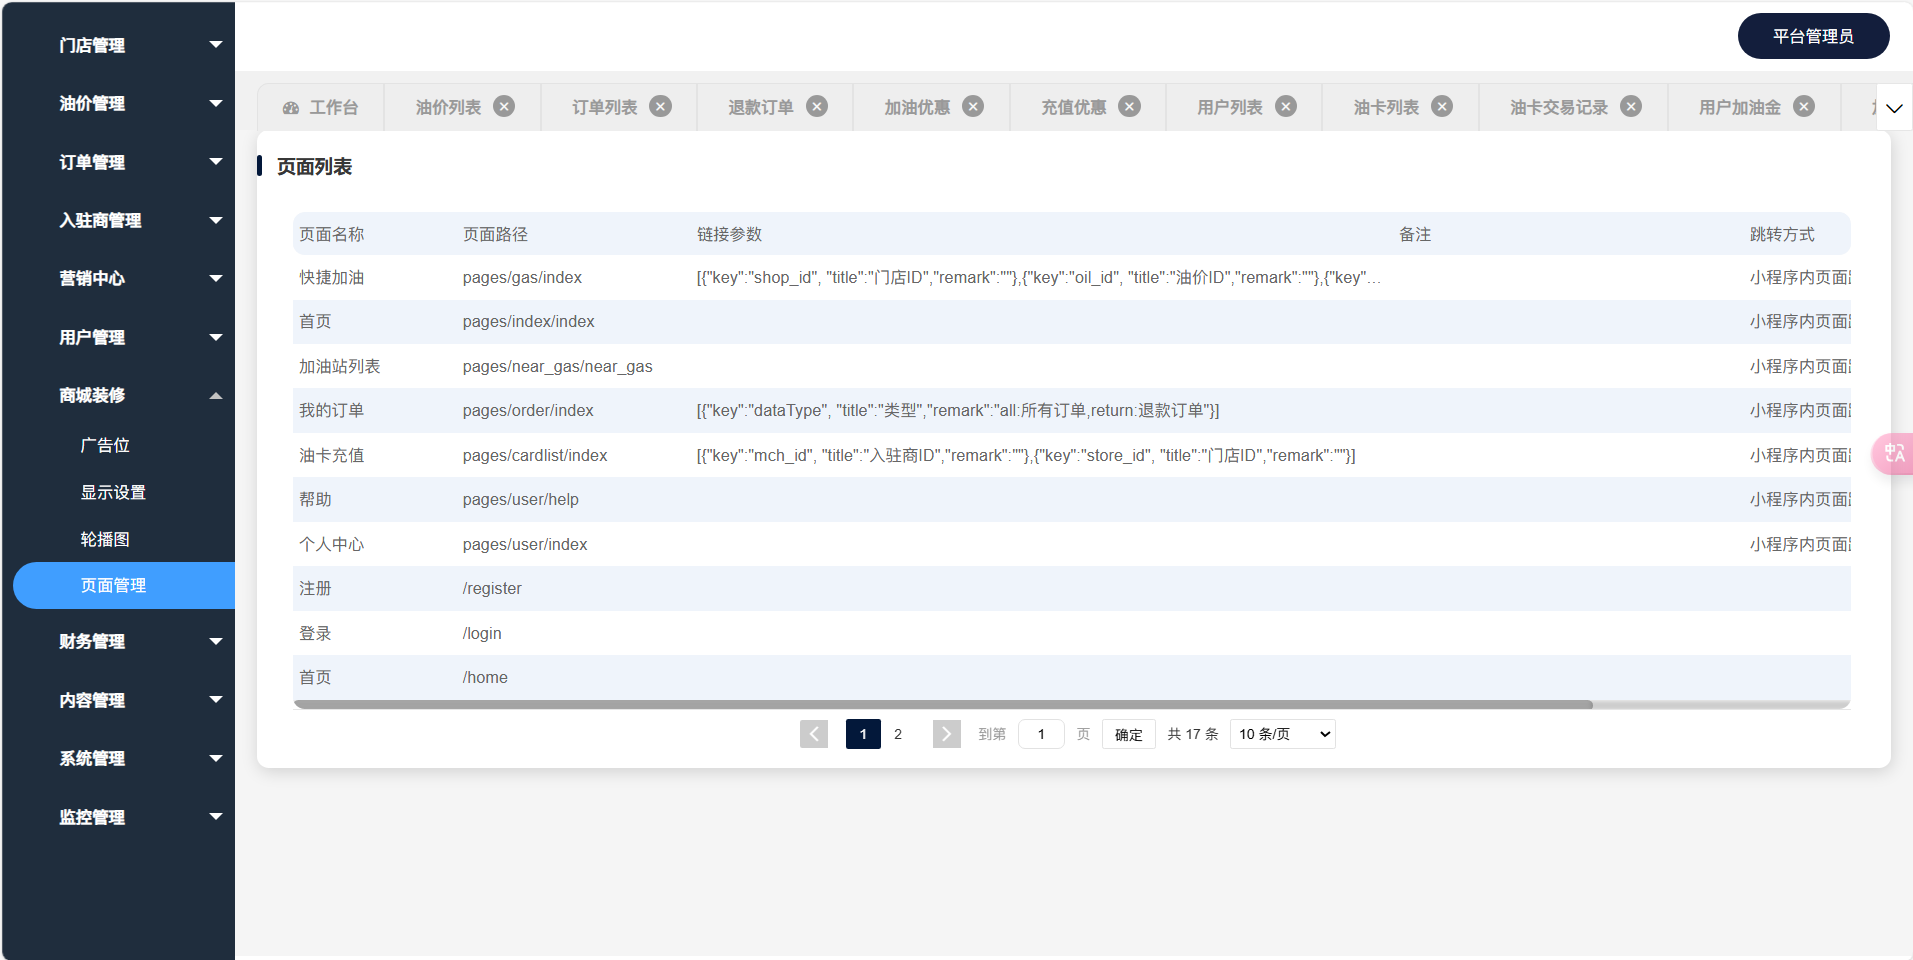 平台管理员
门店管理
油价管理
订单管理
入驻商管理
营销中心
用户管理
商城装修
广告位
显示设置
轮播图
页面管理
财务管理
内容管理
系统管理
监控管理
工作台 油价列表 订单列表 退款订单 加油优惠 充值优惠 用户列表 油卡列表 油卡交易记录 用户加油金
页面列表
页面名称 页面路径 链接参数 备注 跳转方式
快捷加油 pages/gas/index [{"key":"shop_id", "title":"门店ID","remark":""},{"key":"oil_id", "title":"油价ID","remark":""},{"key"... 小程序内页面
首页 pages/index/index 小程序内页面
加油站列表 pages/near_gas/near_gas 小程序内页面
我的订单 pages/order/index [{"key":"dataType", "title":"类型","remark":"all:所有订单,return:退款订单"}] 小程序内页面
油卡充值 pages/cardlist/index [{"key":"mch_id", "title":"入驻商ID","remark":""},{"key":"store_id", "title":"门店ID","remark":""}] 小程序内页面
帮助 pages/user/help 小程序内页面
个人中心 pages/user/index 小程序内页面
注册 /register
登录 /login
首页 /home
1 2 到第 1 页 确定 共 17 条 10 条/页
中 A